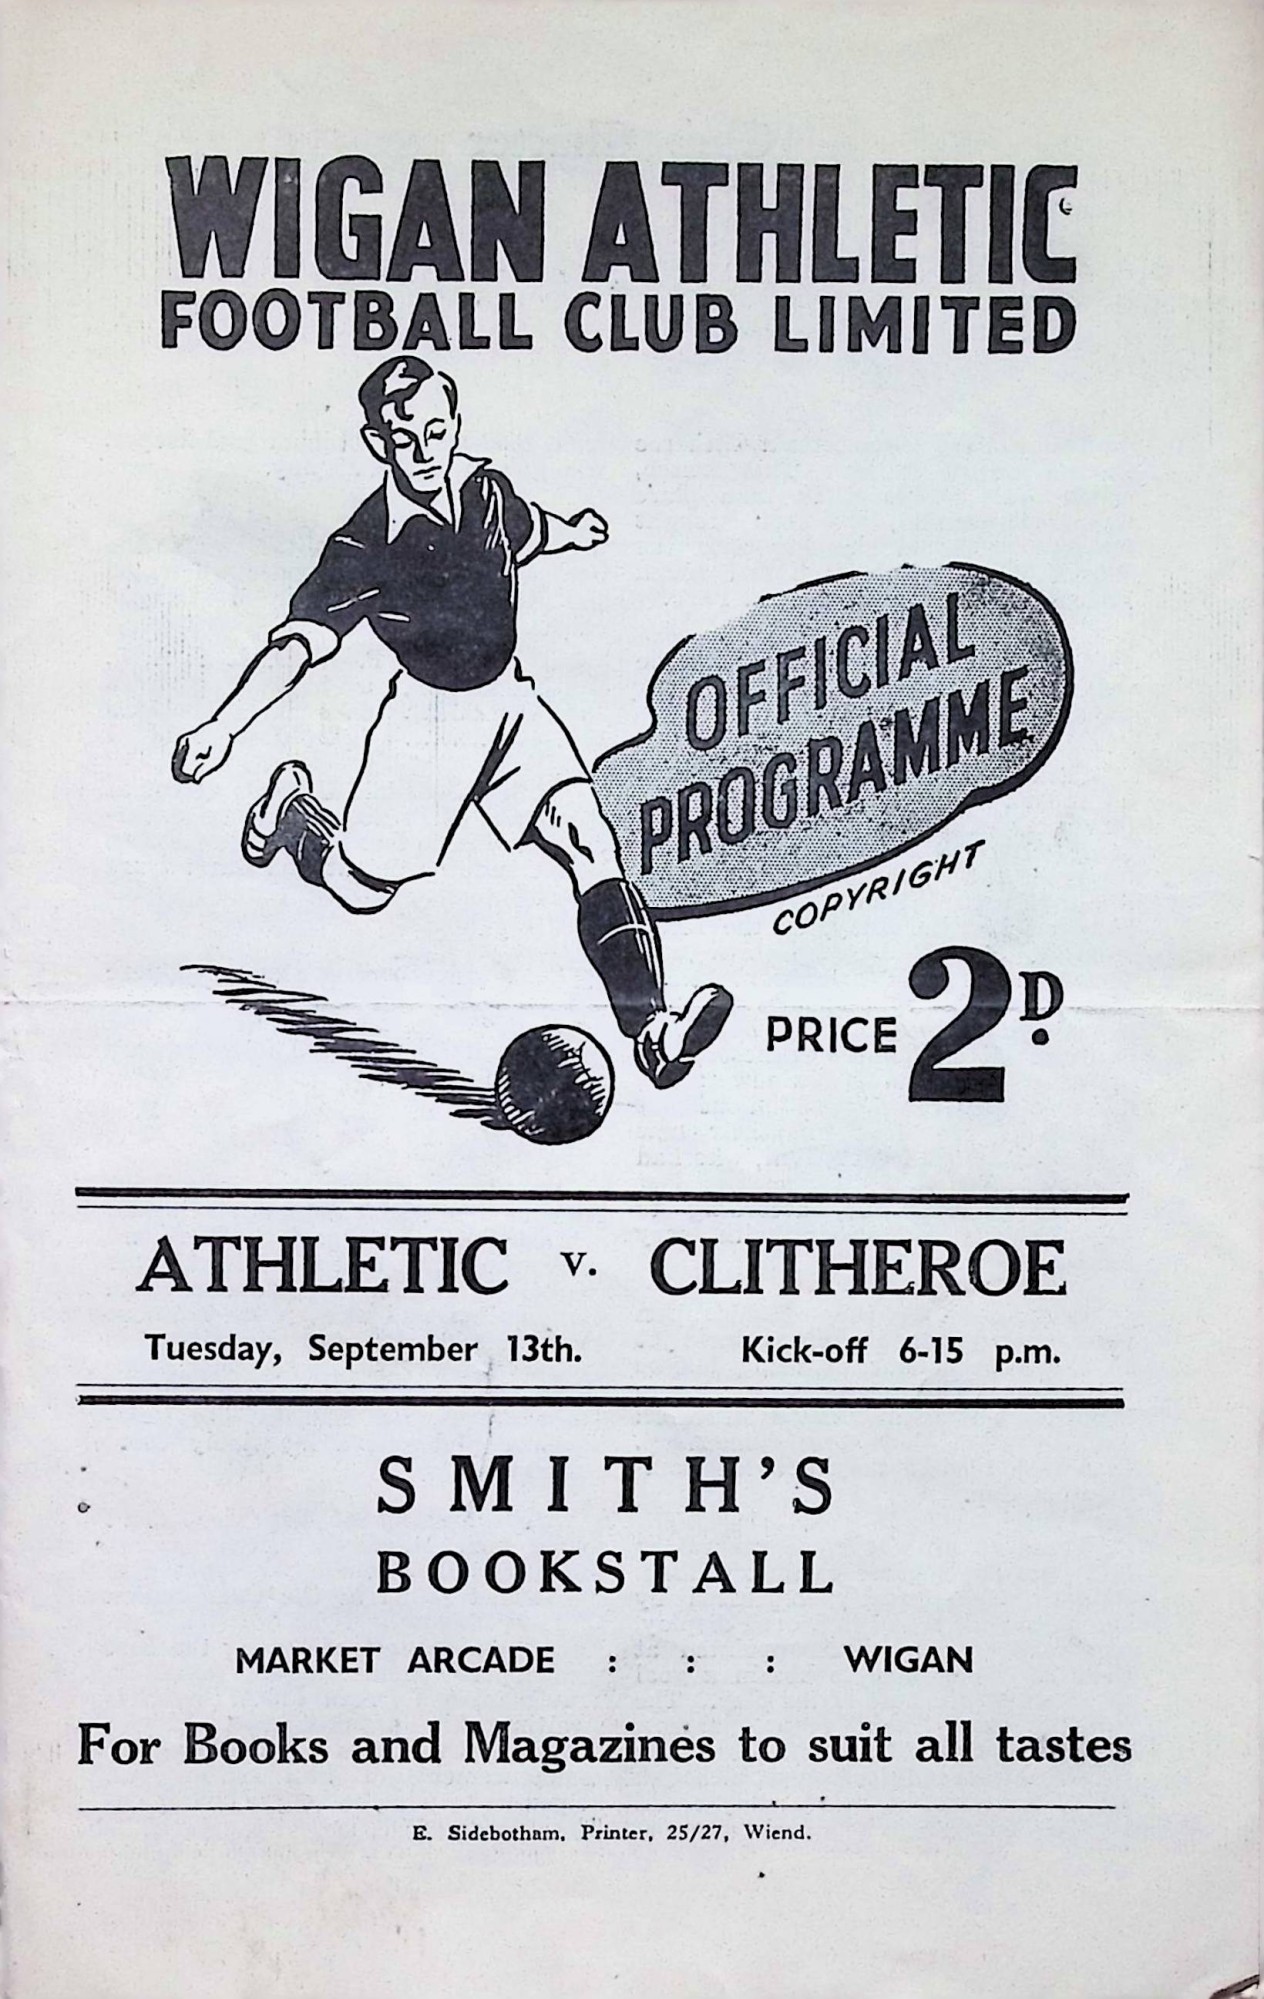 WIGAN ATHLETIC
FOOTBALL CLUB LIMITED
OFFICIAL
PROGRAMME
COPYRIGHT
PRICE 2D.
ATHLETIC v. CLITHEROE
Tuesday, September 13th. Kick-off 6-15 p.m.
SMITH'S
BOOKSTALL
MARKET ARCADE : : : WIGAN
For Books and Magazines to suit all tastes
E. Sidebotham, Printer, 25/27, Wiend.